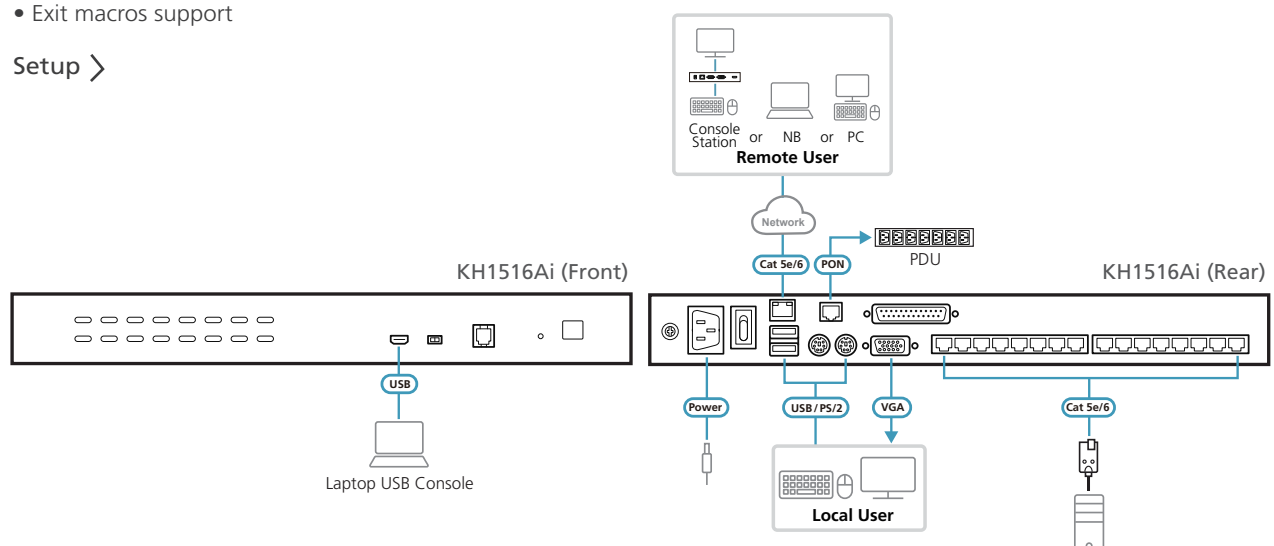 • Exit macros support
Setup
Console
Station
or
NB
or
PC
Remote User
Network
Cat 5e/6
PON
PDU
KH1516Ai (Front)
KH1516Ai (Rear)
USB
Laptop USB Console
Power
USB/PS/2
VGA
Cat 5e/6
Local User